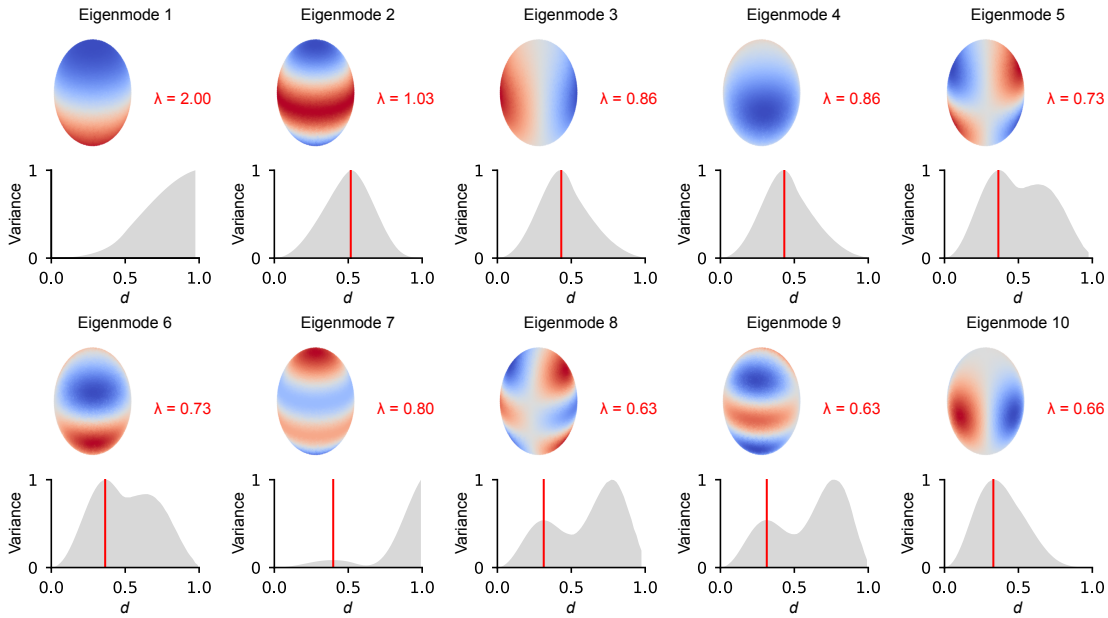 Eigenmode 1 Eigenmode 2 Eigenmode 3 Eigenmode 4 Eigenmode 5
λ = 2.00 λ = 1.03 λ = 0.86 λ = 0.86 λ = 0.73
1 1 1 1 1
Variance Variance Variance Variance Variance
0 0 0 0 0
0.0 0.5 1.0 0.0 0.5 1.0 0.0 0.5 1.0 0.0 0.5 1.0 0.0 0.5 1.0
d d d d d
Eigenmode 6 Eigenmode 7 Eigenmode 8 Eigenmode 9 Eigenmode 10
λ = 0.73 λ = 0.80 λ = 0.63 λ = 0.63 λ = 0.66
1 1 1 1 1
Variance Variance Variance Variance Variance
0 0 0 0 0
0.0 0.5 1.0 0.0 0.5 1.0 0.0 0.5 1.0 0.0 0.5 1.0 0.0 0.5 1.0
d d d d d